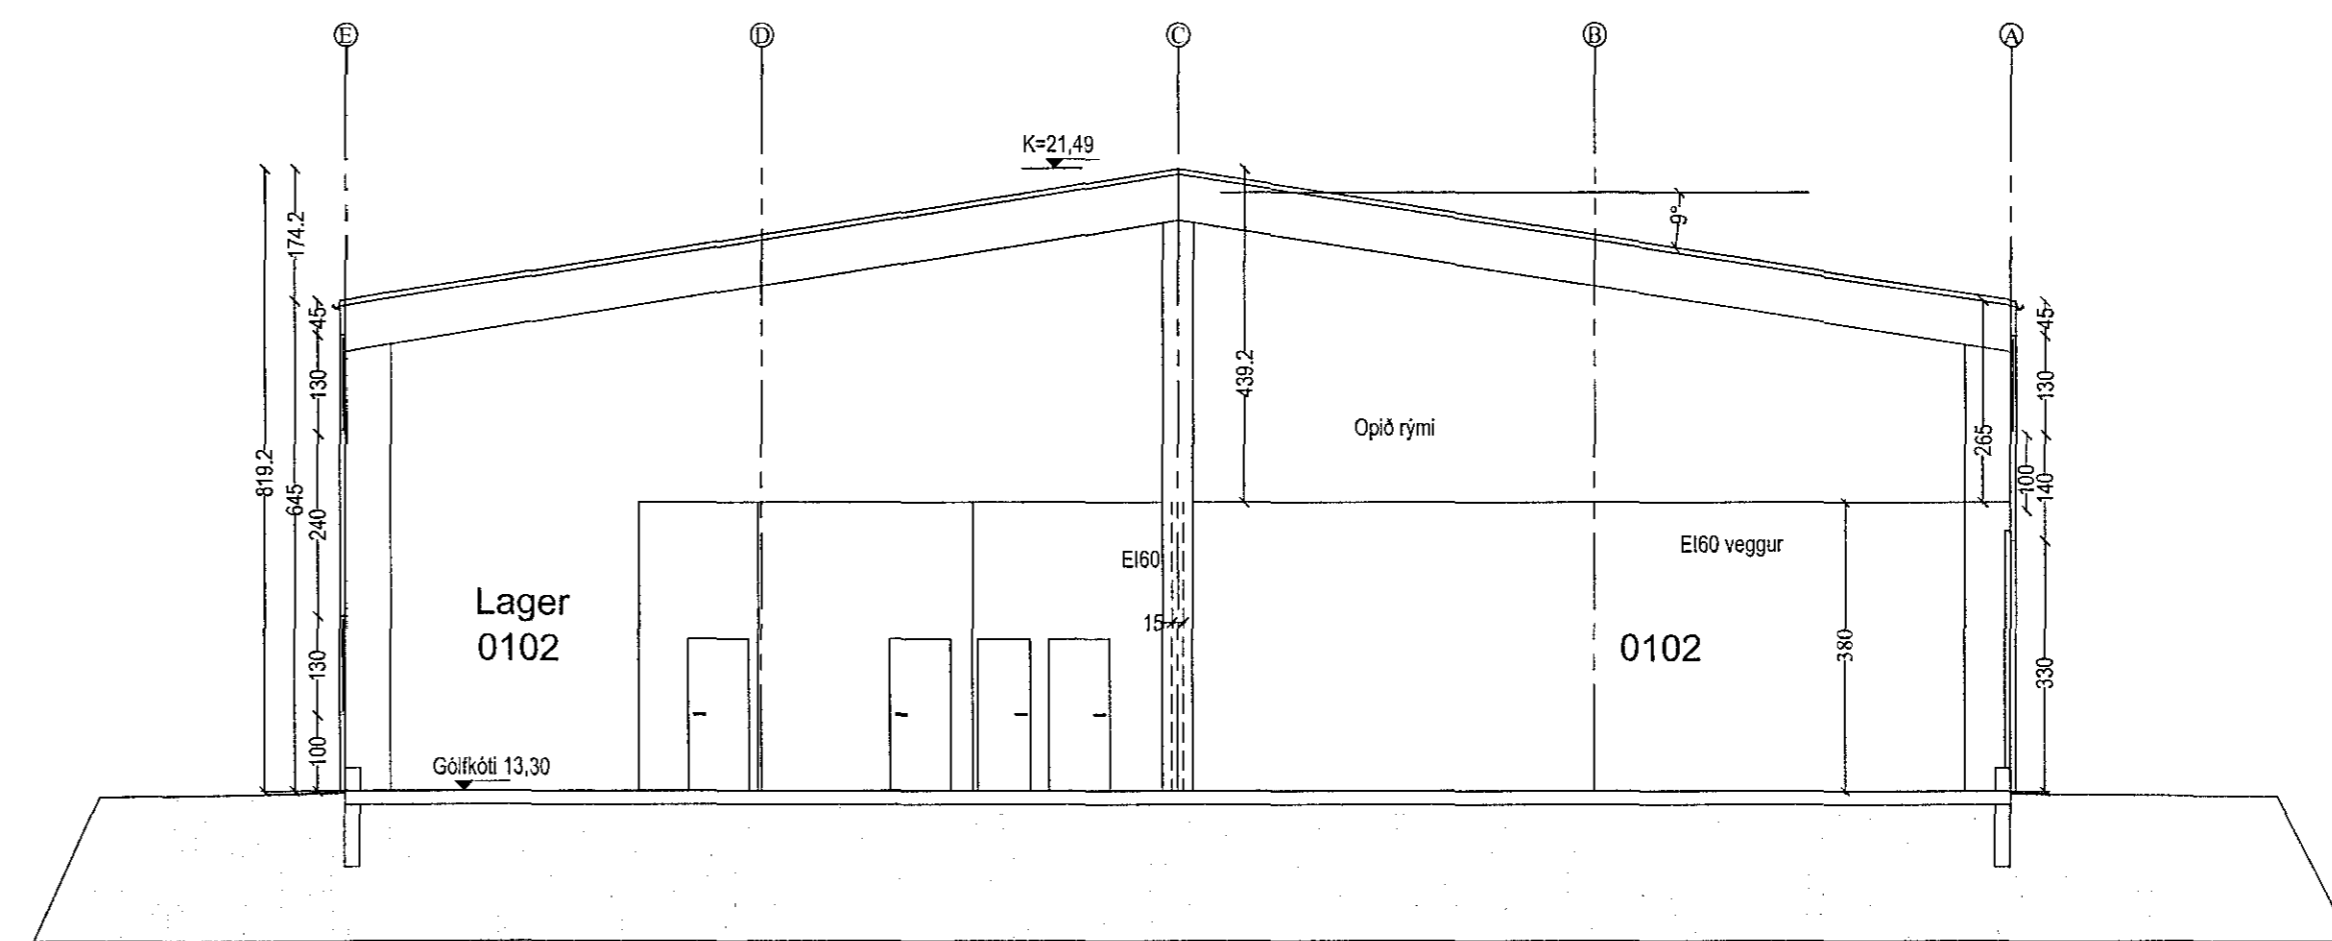 E
D
C
B
A
K=21,49
174.2
9°
45
45
130
439.2
130
Opið rými
265
819.2
645
240
100
140
EI60
EI60 veggur
Lager
0102
15
0102
380
130
330
100
Gólfkóti 13,30